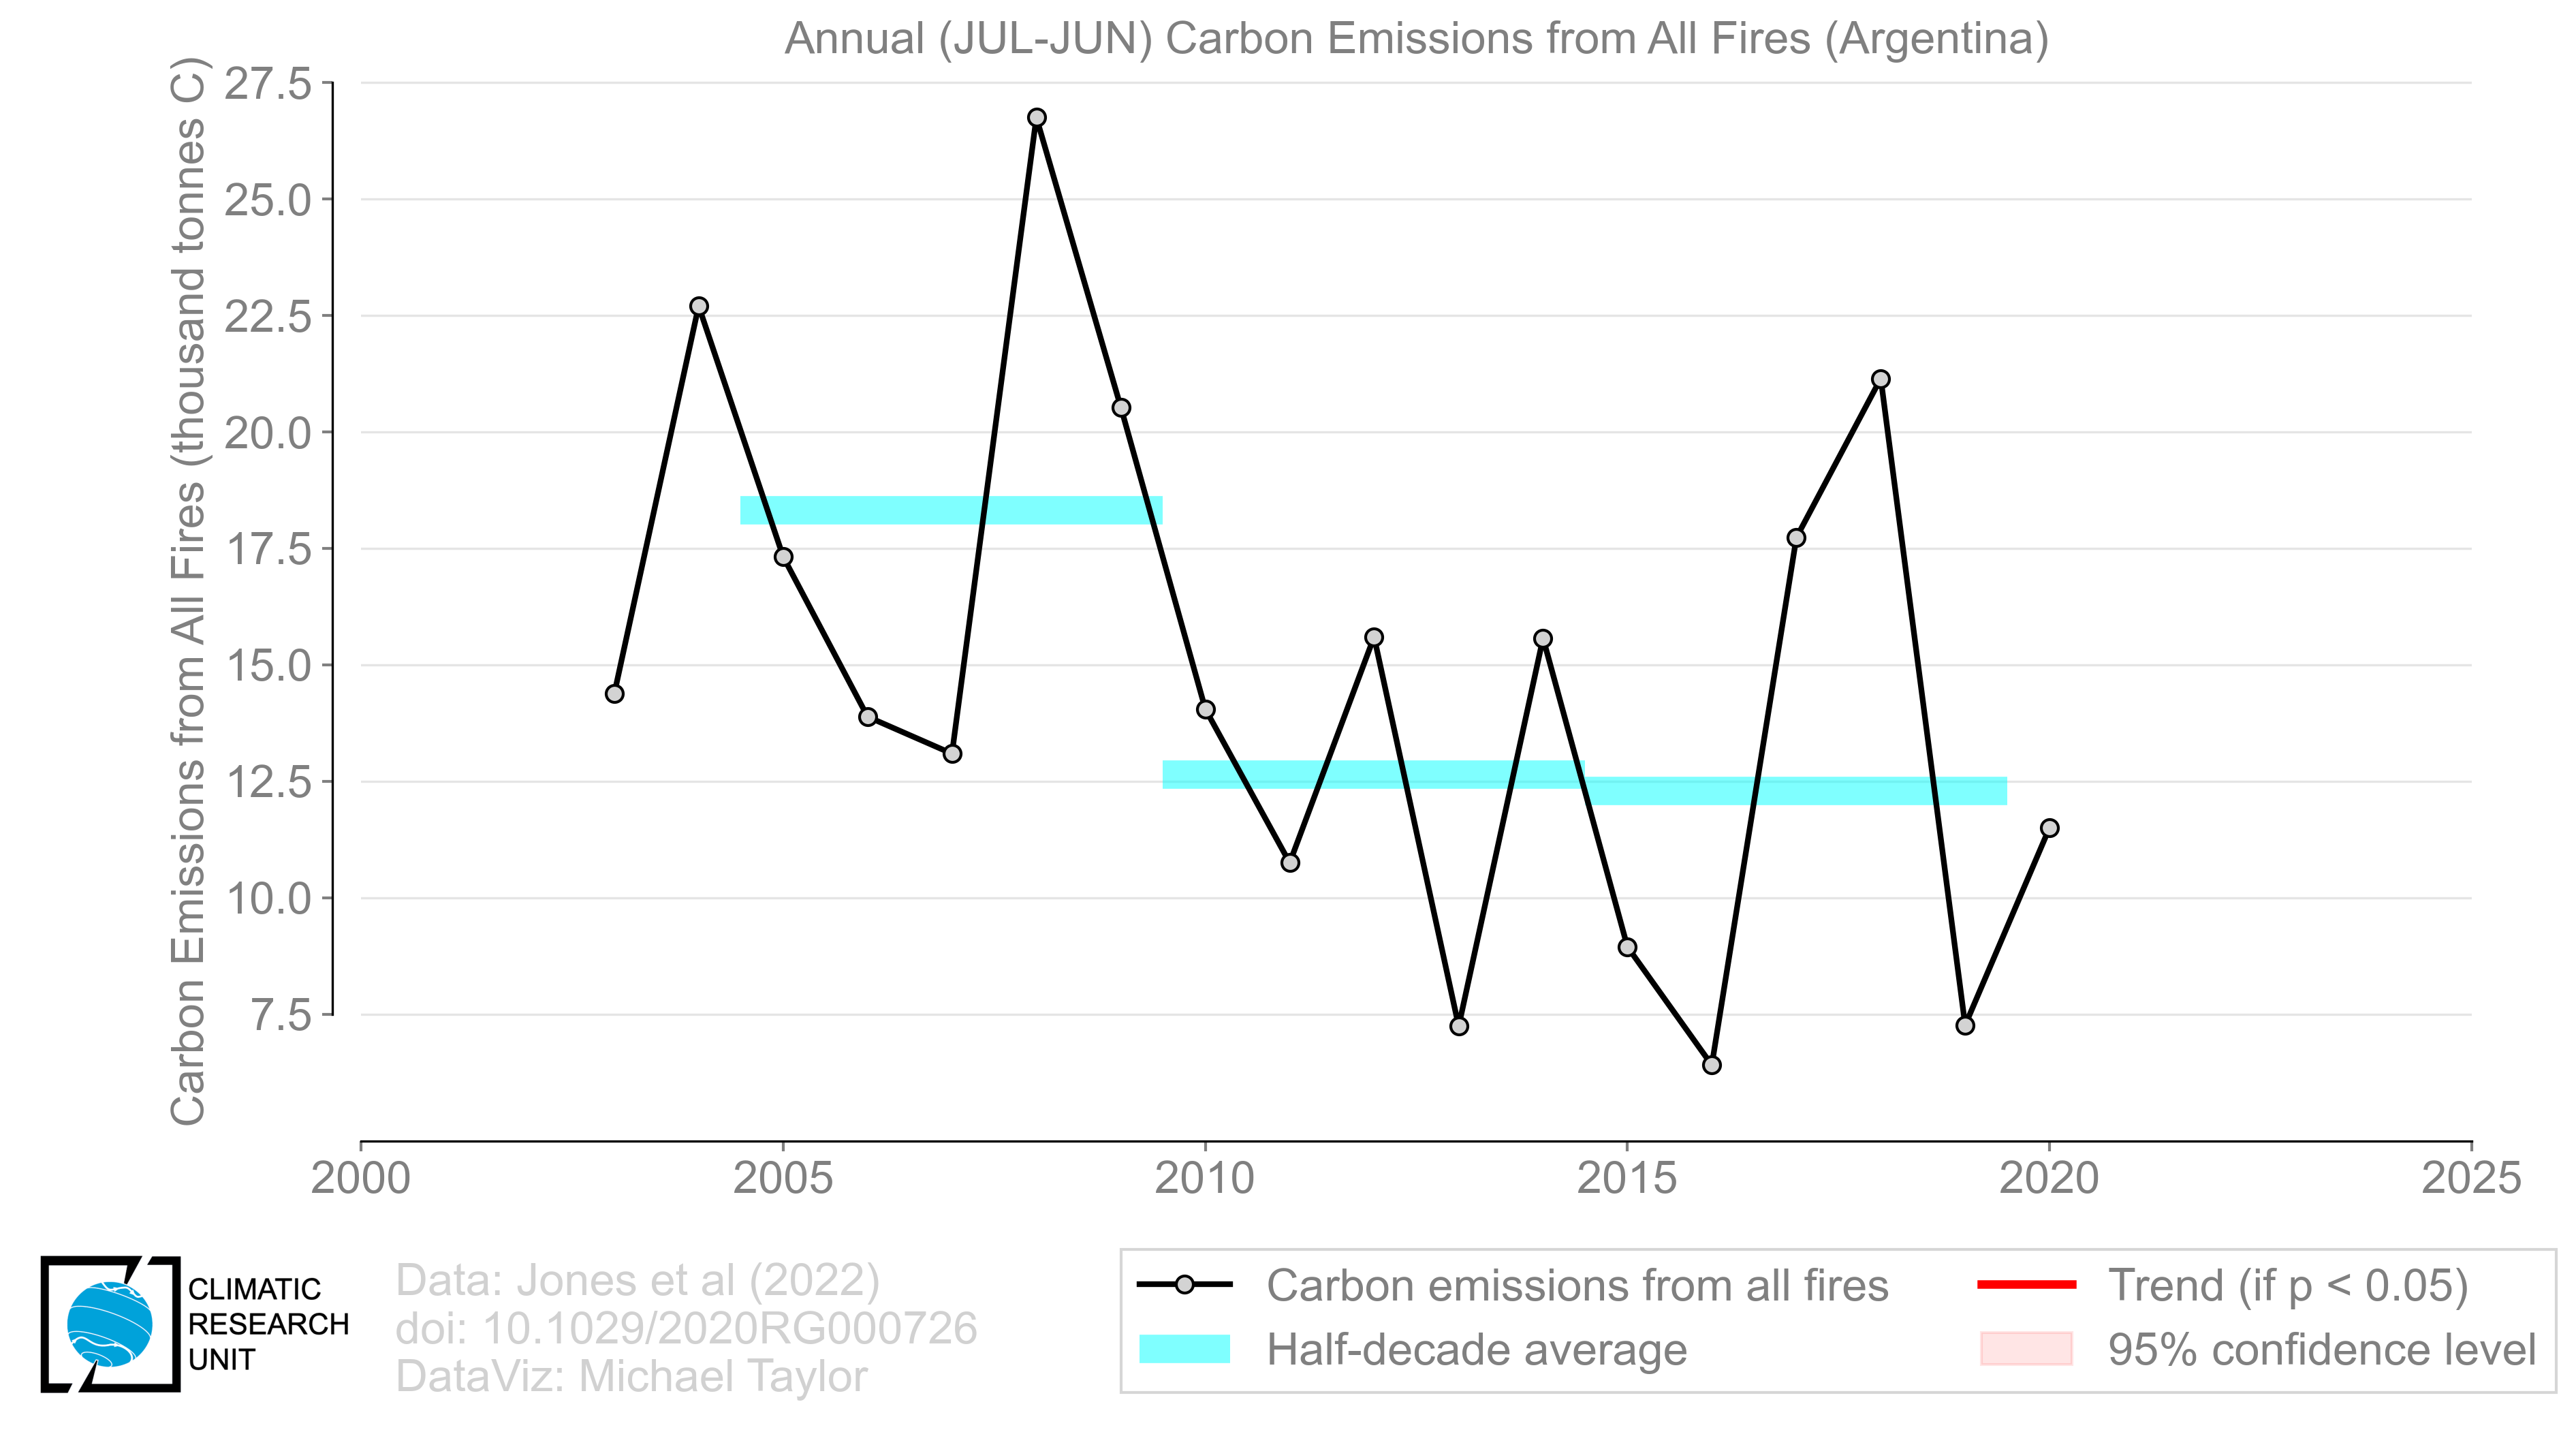 Annual (JUL-JUN) Carbon Emissions from All Fires (Argentina)
Carbon Emissions from All Fires (thousand tonnes C)
27.5
25.0
22.5
20.0
17.5
15.0
12.5
10.0
7.5
2000
2005
2010
2015
2020
2025
CLIMATIC
RESEARCH
UNIT
Data: Jones et al (2022)
doi: 10.1029/2020RG000726
DataViz: Michael Taylor
Carbon emissions from all fires
Half-decade average
Trend (if p < 0.05)
95% confidence level